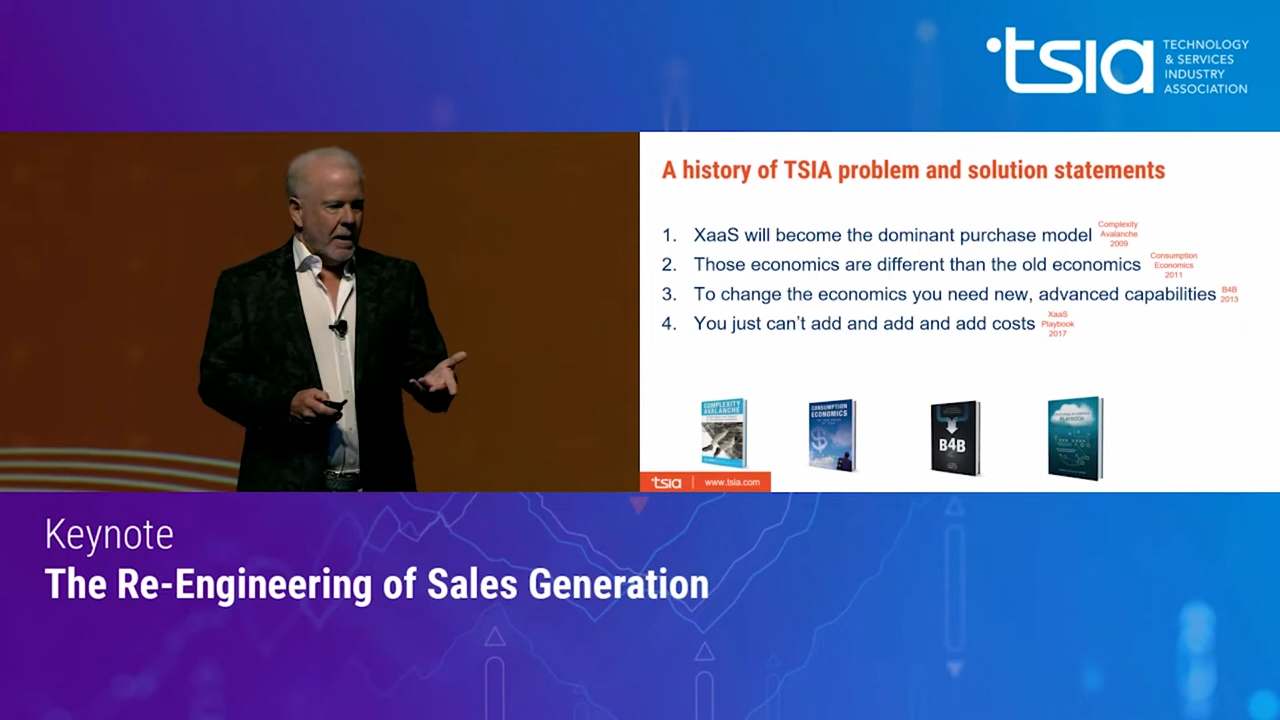 tsia
TECHNOLOGY
& SERVICES
INDUSTRY
ASSOCIATION
A history of TSIA problem and solution statements
1. XaaS will become the dominant purchase model
Complexity
Avalanche
2009
2. Those economics are different than the old economics
Consumption
Economics
2011
3. To change the economics you need new, advanced capabilities
B4B
2013
4. You just can't add and add and add costs
XaaS
Playbook
2017
COMPLEXITY
AVALANCHE
CONSUMPTION
ECONOMICS
B4B
PLAYBOOK
tsia | www.tsia.com
Keynote
The Re-Engineering of Sales Generation